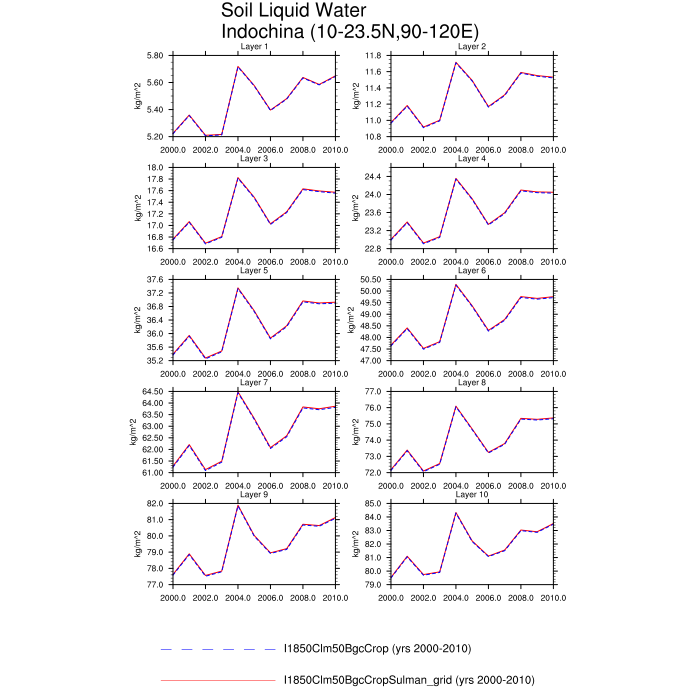 Soil Liquid Water
Indochina (10-23.5N,90-120E)
Layer 1
Layer 2
kg/m^2
5.80
5.60
5.40
5.20
2000.0 2002.0 2004.0 2006.0 2008.0 2010.0
kg/m^2
11.8
11.6
11.4
11.2
11.0
10.8
2000.0 2002.0 2004.0 2006.0 2008.0 2010.0
Layer 3
Layer 4
kg/m^2
18.0
17.6
17.4
17.2
17.0
16.8
16.6
2000.0 2002.0 2004.0 2006.0 2008.0 2010.0
kg/m^2
24.4
24.0
23.6
23.2
22.8
2000.0 2002.0 2004.0 2006.0 2008.0 2010.0
Layer 5
Layer 6
kg/m^2
37.6
37.2
36.8
36.4
36.0
35.6
35.2
2000.0 2002.0 2004.0 2006.0 2008.0 2010.0
kg/m^2
50.50
50.00
49.50
49.00
48.50
48.00
47.50
47.00
2000.0 2002.0 2004.0 2006.0 2008.0 2010.0
Layer 7
Layer 8
kg/m^2
64.50
64.00
63.50
63.00
62.50
62.00
61.50
61.00
2000.0 2002.0 2004.0 2006.0 2008.0 2010.0
kg/m^2
77.0
76.0
75.0
74.0
73.0
72.0
2000.0 2002.0 2004.0 2006.0 2008.0 2010.0
Layer 9
Layer 10
kg/m^2
82.0
81.0
80.0
79.0
78.0
77.0
2000.0 2002.0 2004.0 2006.0 2008.0 2010.0
kg/m^2
85.0
84.0
83.0
82.0
81.0
80.0
79.0
2000.0 2002.0 2004.0 2006.0 2008.0 2010.0
I1850Clm50BgcCrop (yrs 2000-2010)
I1850Clm50BgcCropSulman_grid (yrs 2000-2010)